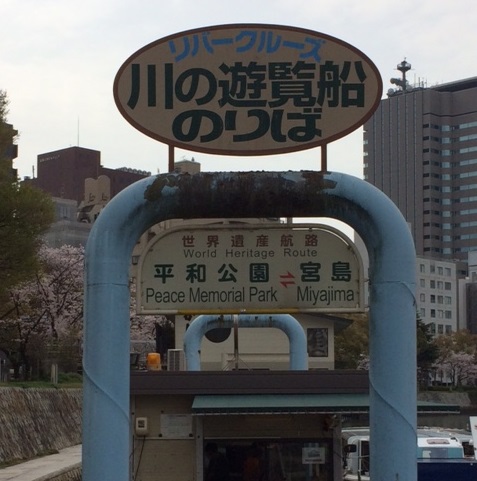 リバークルーズ
川の遊覧船
のりば
世界遺産航路
World Heritage Route
平和公園 ⇌ 宮島
Peace Memorial Park Miyajima